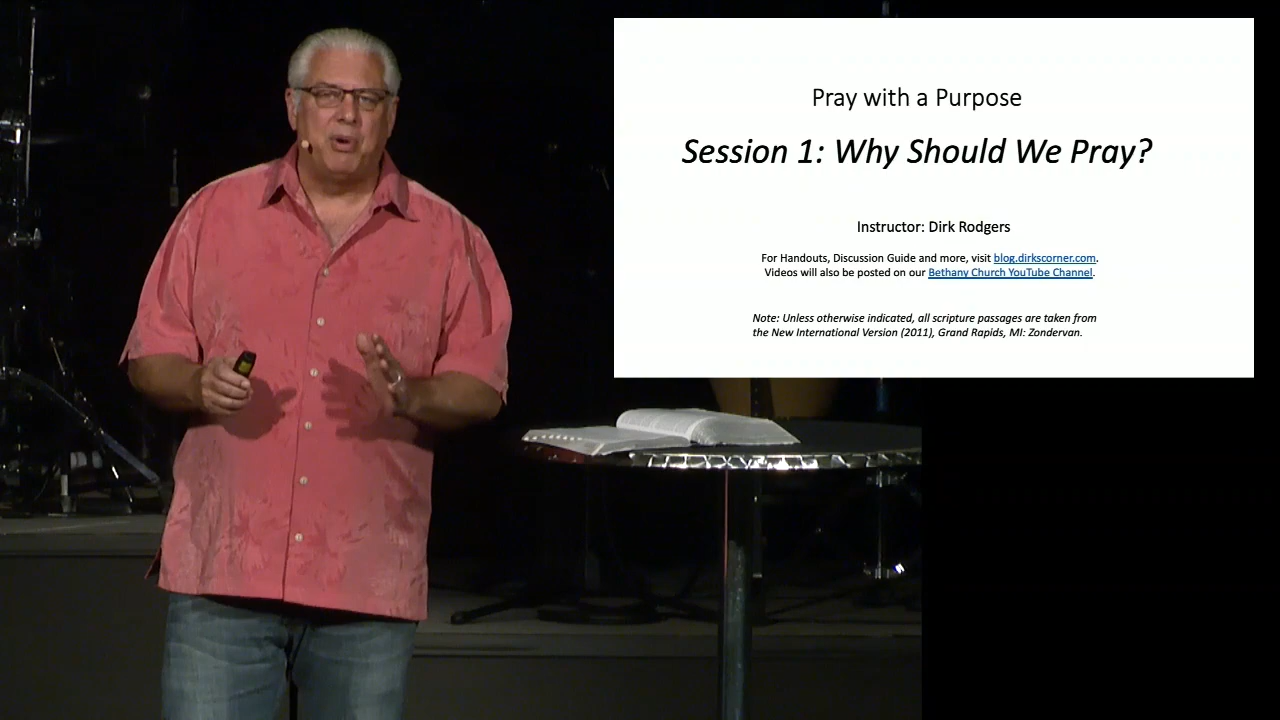 Pray with a Purpose
Session 1: Why Should We Pray?
Instructor: Dirk Rodgers
For Handouts, Discussion Guide and more, visit blog.dirkscorner.com.
Videos will also be posted on our Bethany Church YouTube Channel.
Note: Unless otherwise indicated, all scripture passages are taken from
the New International Version (2011), Grand Rapids, MI: Zondervan.